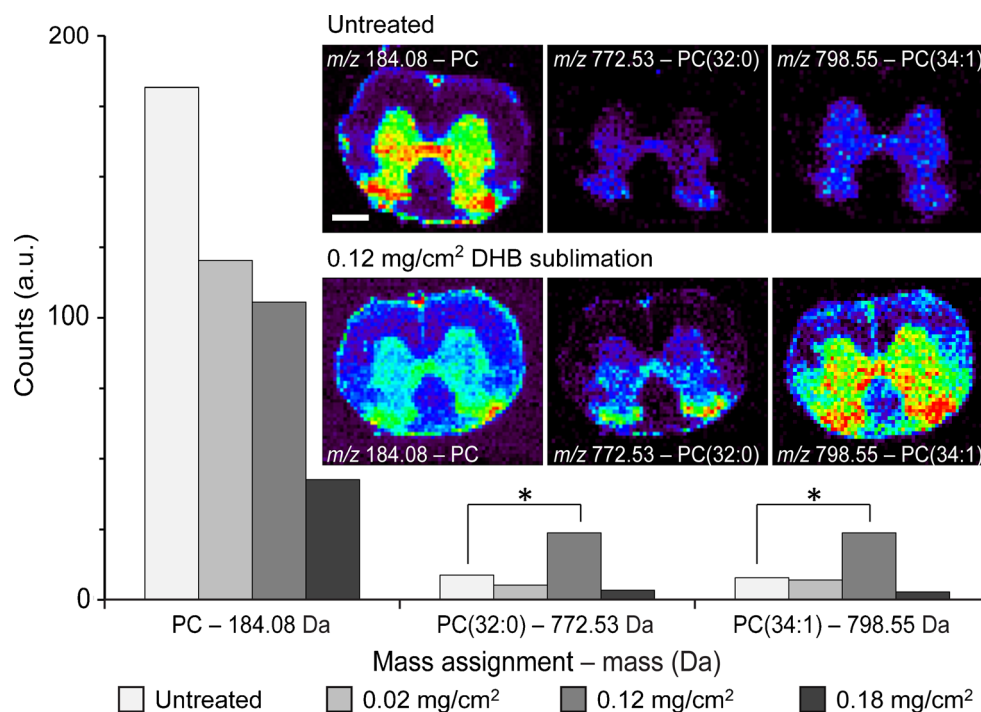 Untreated
m/z 184.08 – PC
m/z 772.53 – PC(32:0)
m/z 798.55 – PC(34:1)
0.12 mg/cm² DHB sublimation
m/z 184.08 – PC
m/z 772.53 – PC(32:0)
m/z 798.55 – PC(34:1)
Counts (a.u.)
200
100
0
*
*
PC – 184.08 Da
PC(32:0) – 772.53 Da
PC(34:1) – 798.55 Da
Mass assignment – mass (Da)
Untreated
0.02 mg/cm²
0.12 mg/cm²
0.18 mg/cm²